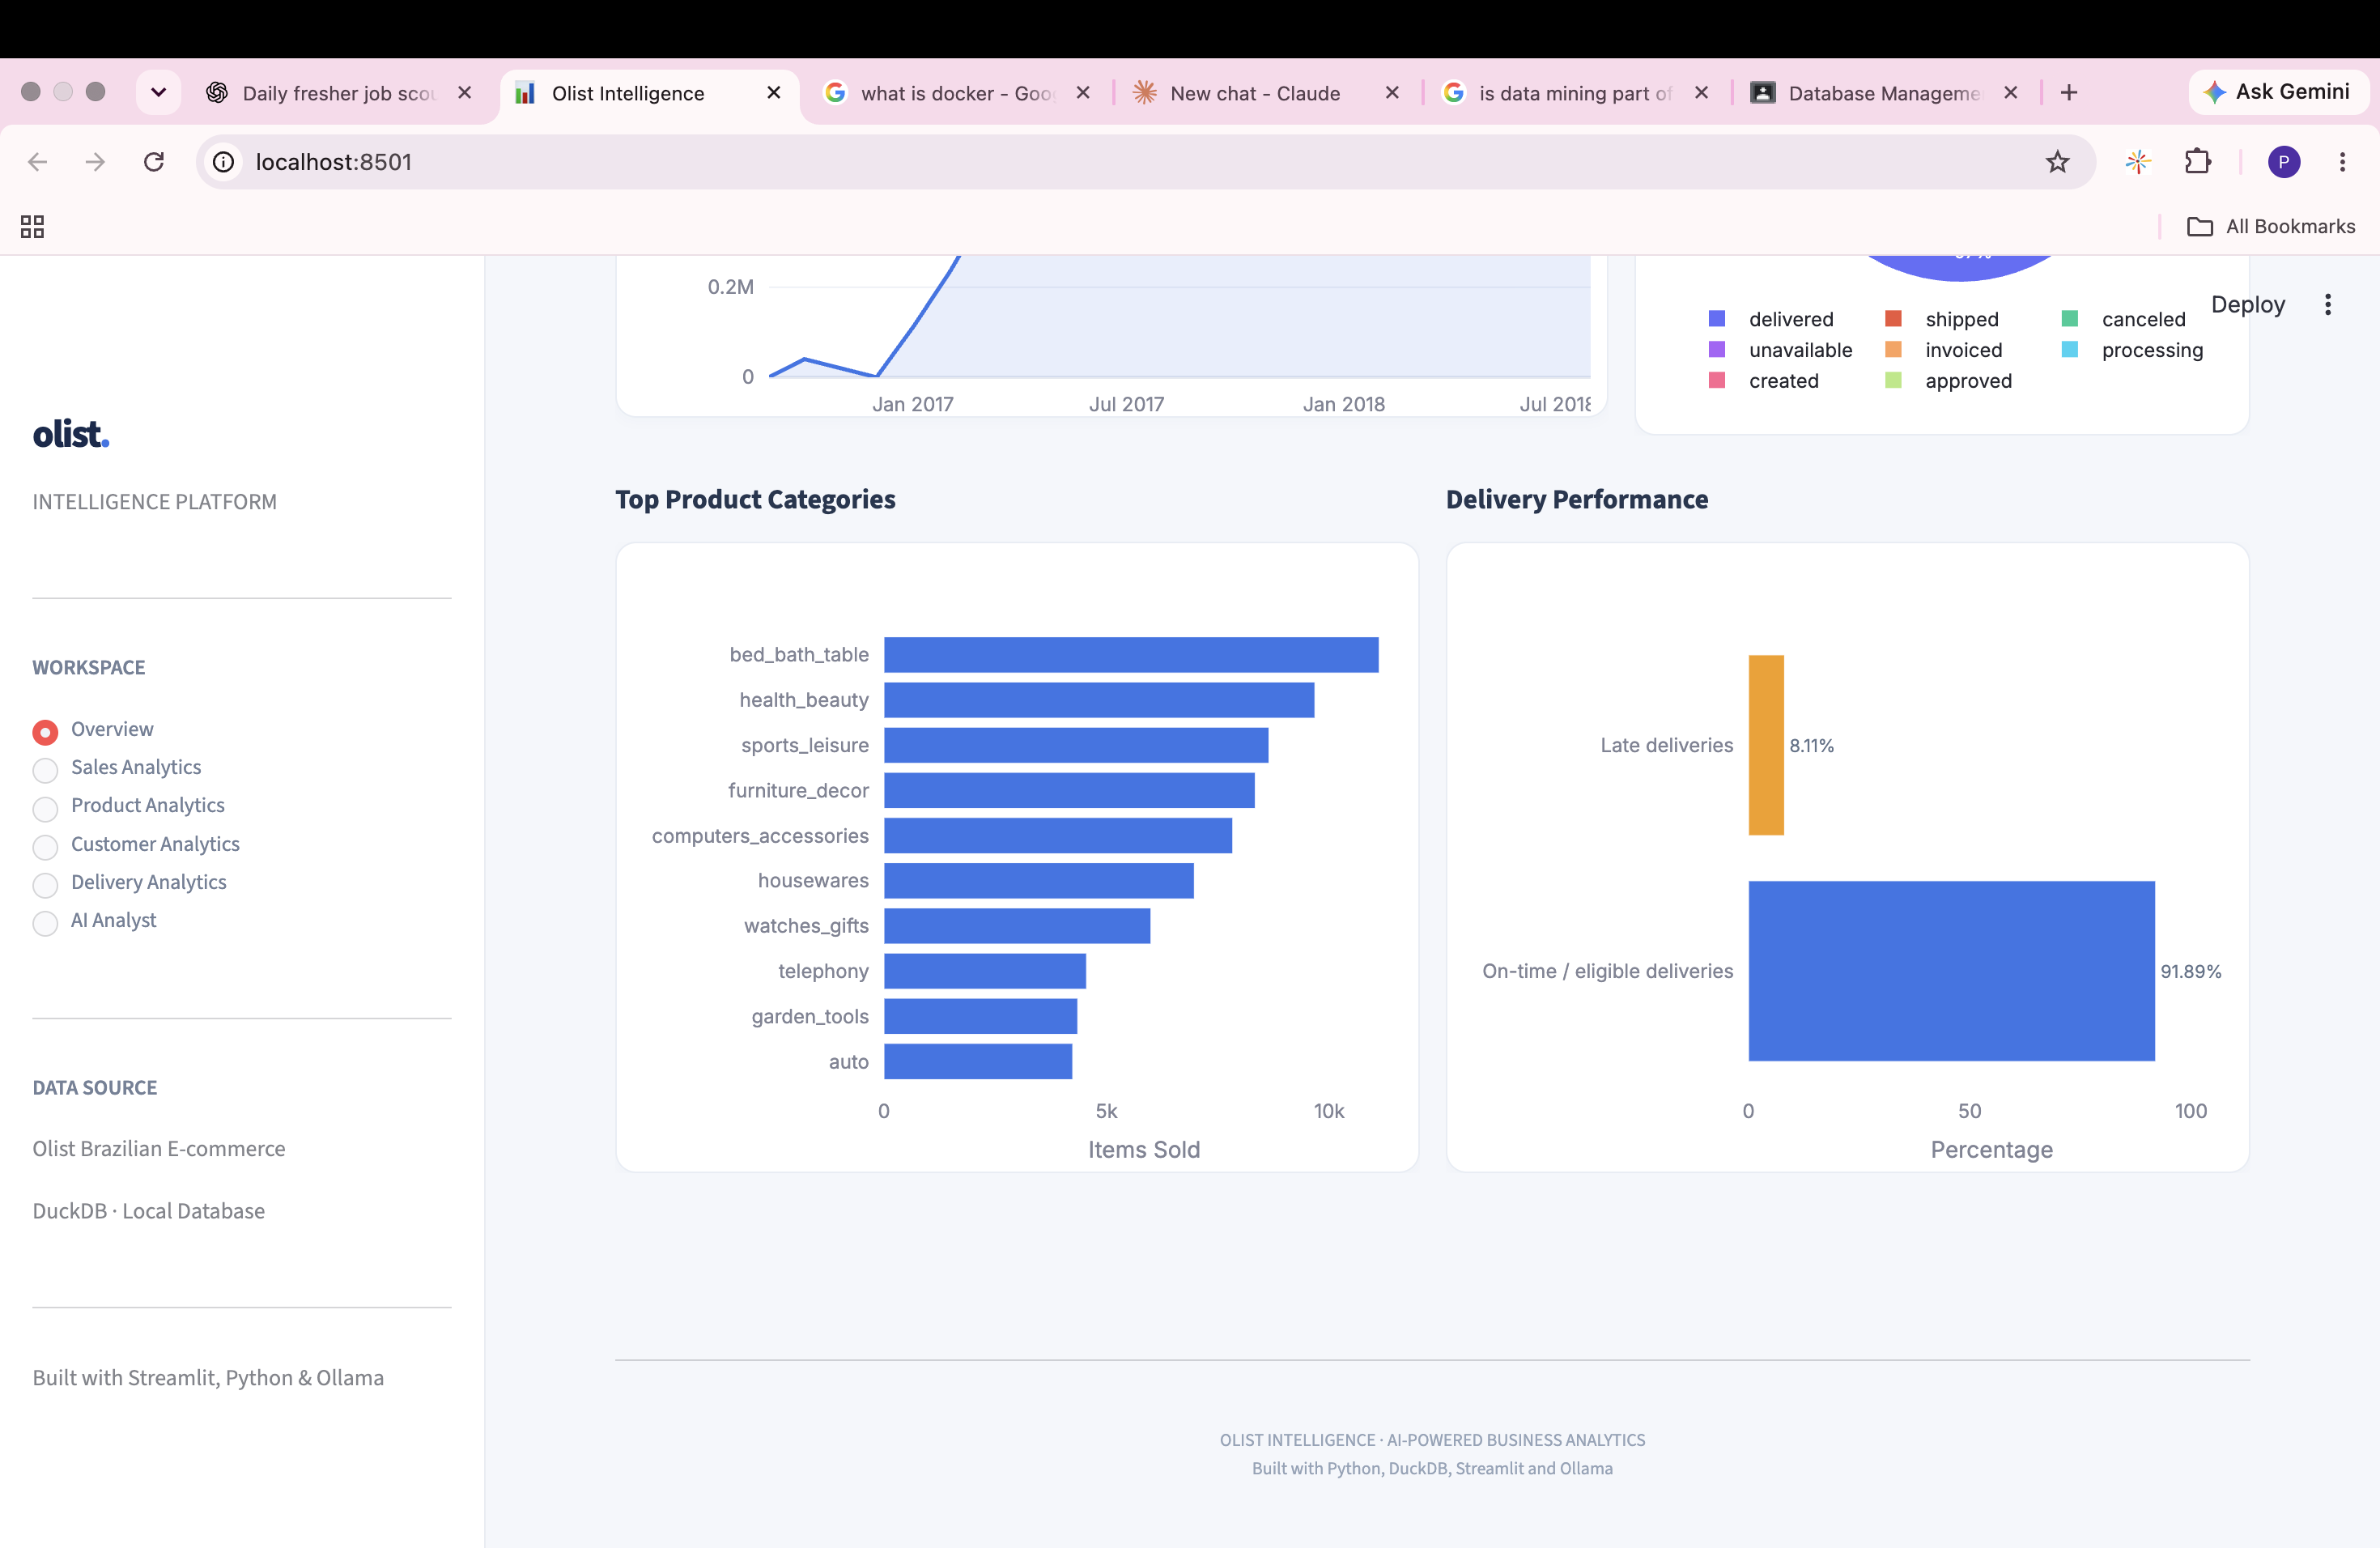 Daily fresher job scou
Olist Intelligence
what is docker - Goo
New chat - Claude
is data mining part of
Database Manageme
Ask Gemini
localhost:8501
P
All Bookmarks
olist.
INTELLIGENCE PLATFORM
WORKSPACE
Overview
Sales Analytics
Product Analytics
Customer Analytics
Delivery Analytics
AI Analyst
DATA SOURCE
Olist Brazilian E-commerce
DuckDB · Local Database
Built with Streamlit, Python & Ollama
0.2M
0
Jan 2017 Jul 2017 Jan 2018 Jul 2018
Deploy
delivered shipped canceled
unavailable invoiced processing
created approved
Top Product Categories
bed_bath_table
health_beauty
sports_leisure
furniture_decor
computers_accessories
housewares
watches_gifts
telephony
garden_tools
auto
0 5k 10k
Items Sold
Delivery Performance
Late deliveries 8.11%
On-time / eligible deliveries 91.89%
0 50 100
Percentage
OLIST INTELLIGENCE · AI-POWERED BUSINESS ANALYTICS
Built with Python, DuckDB, Streamlit and Ollama